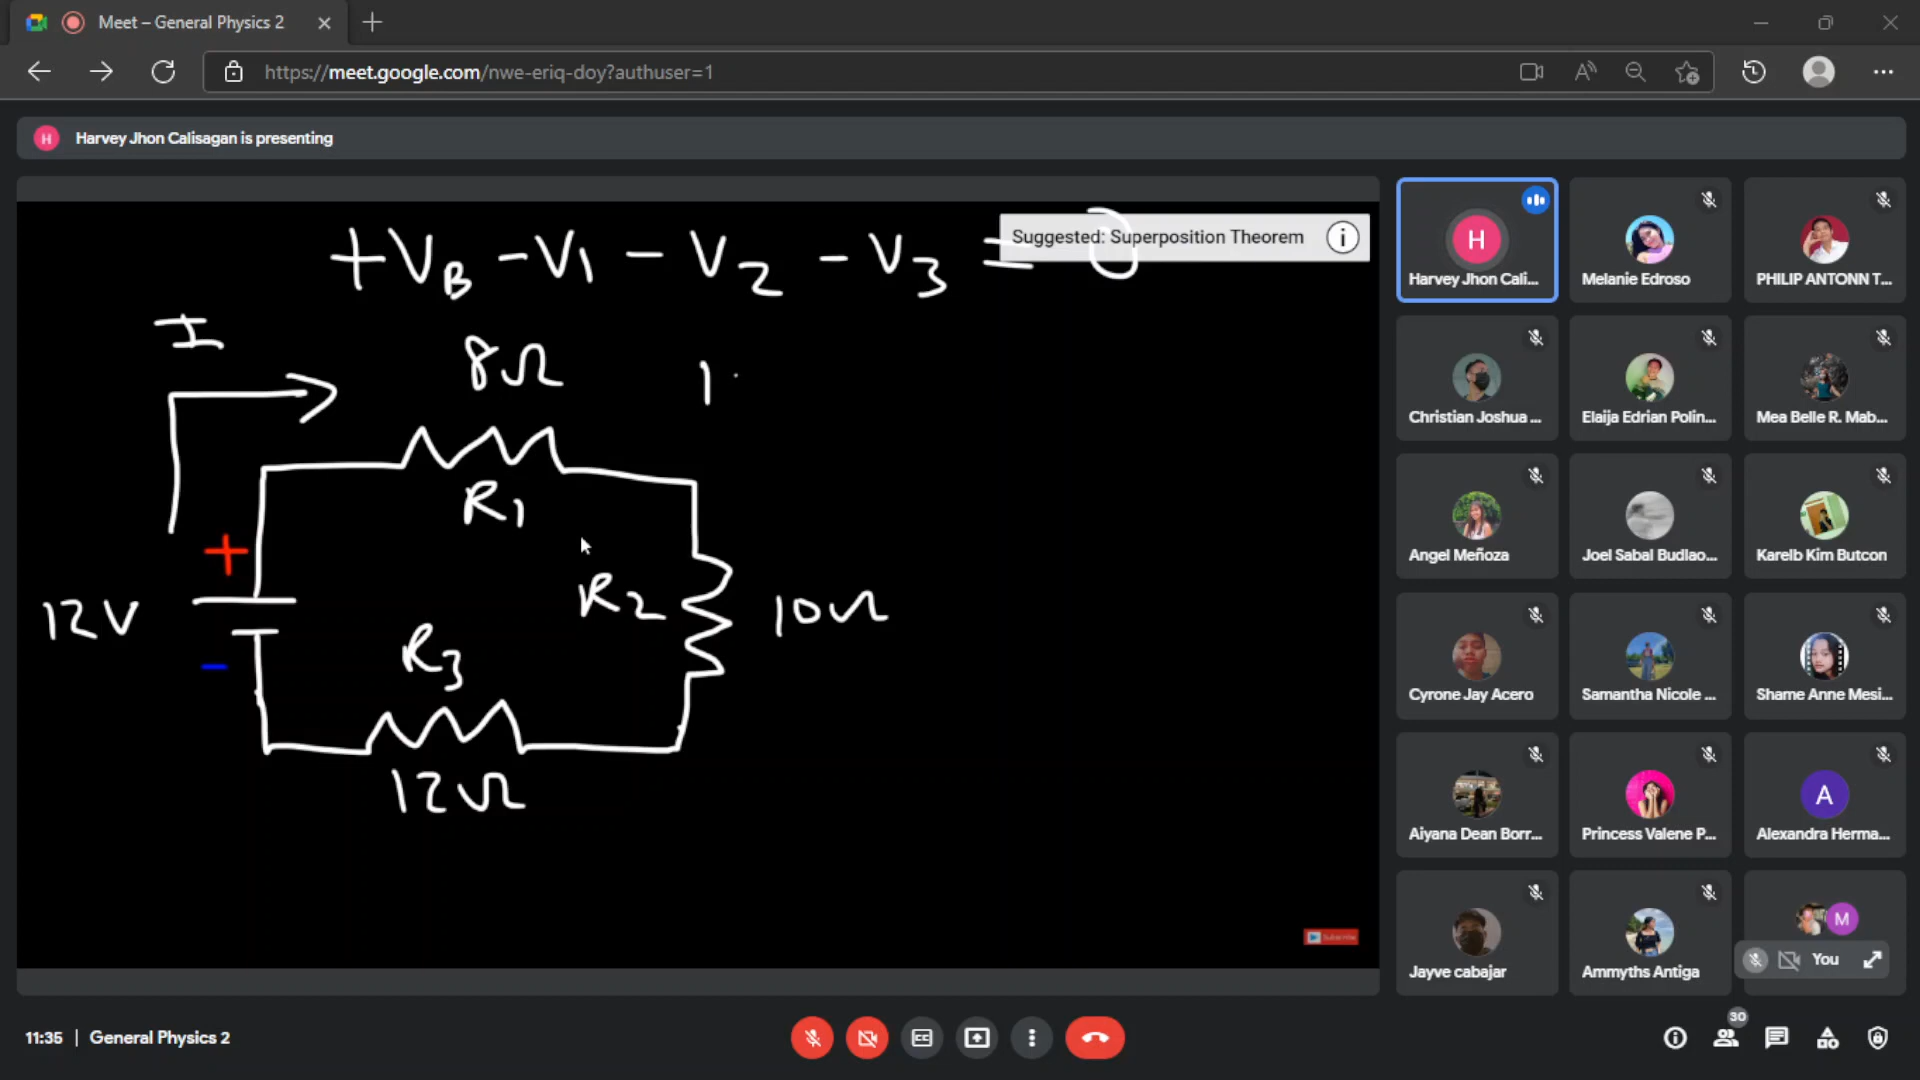 Meet – General Physics 2
https://meet.google.com/nwe-eriq-doy?authuser=1
H Harvey Jhon Calisagan is presenting
+VB -V1 - V2 - V3 = 0
Suggested: Superposition Theorem
I
8Ω
1
R1
+
12V
-
R2
10Ω
R3
12Ω
H
Harvey Jhon Cali...
Melanie Edroso
PHILIP ANTONN T...
Christian Joshua ...
Elaija Edrian Polin...
Mea Belle R. Mab...
Angel Meñoza
Joel Sabal Budlao...
Karelb Kim Butcon
Cyrone Jay Acero
Samantha Nicole ...
Shame Anne Mesi...
Aiyana Dean Borr...
Princess Valene P...
A
Alexandra Herma...
Jayve cabajar
Ammyths Antiga
M
You
11:35 | General Physics 2
CC
30